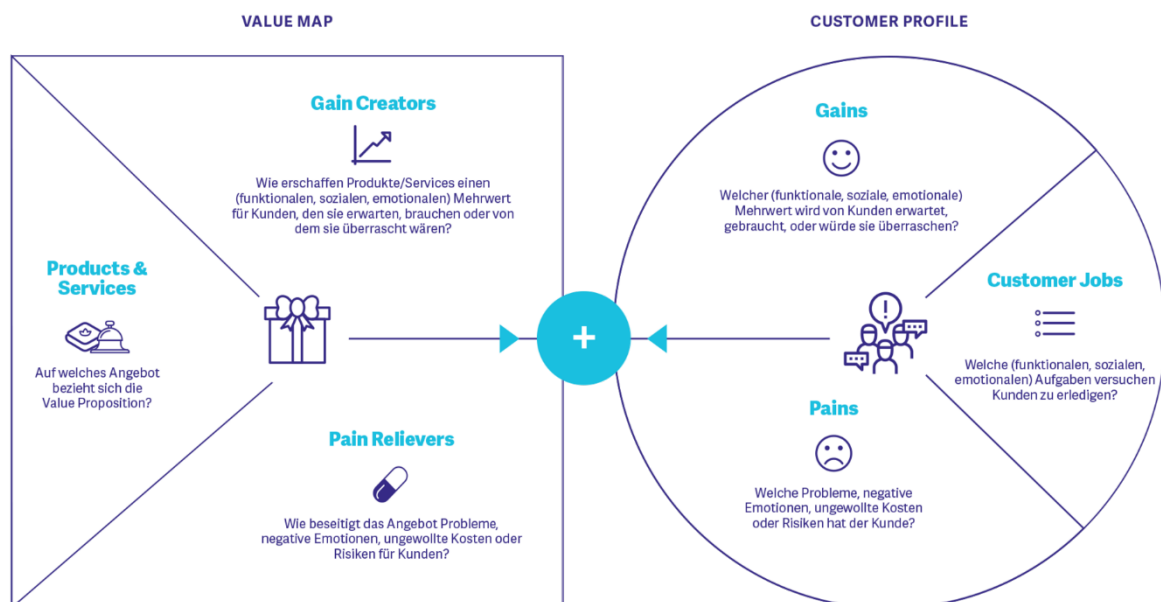 VALUE MAP
CUSTOMER PROFILE
Gain Creators
Wie erschaffen Produkte/Services einen
(funktionalen, sozialen, emotionalen) Mehrwert
für Kunden, den sie erwarten, brauchen oder von
dem sie überrascht wären?
Products &
Services
Auf welches Angebot
bezieht sich die
Value Proposition?
Pain Relievers
Wie beseitigt das Angebot Probleme,
negative Emotionen, ungewollte Kosten oder
Risiken für Kunden?
+
Gains
Welcher (funktionale, soziale, emotionale)
Mehrwert wird von Kunden erwartet,
gebraucht, oder würde sie überraschen?
Customer Jobs
Welche (funktionalen, sozialen,
emotionalen) Aufgaben versuchen
Kunden zu erledigen?
Pains
Welche Probleme, negative
Emotionen, ungewollte Kosten
oder Risiken hat der Kunde?